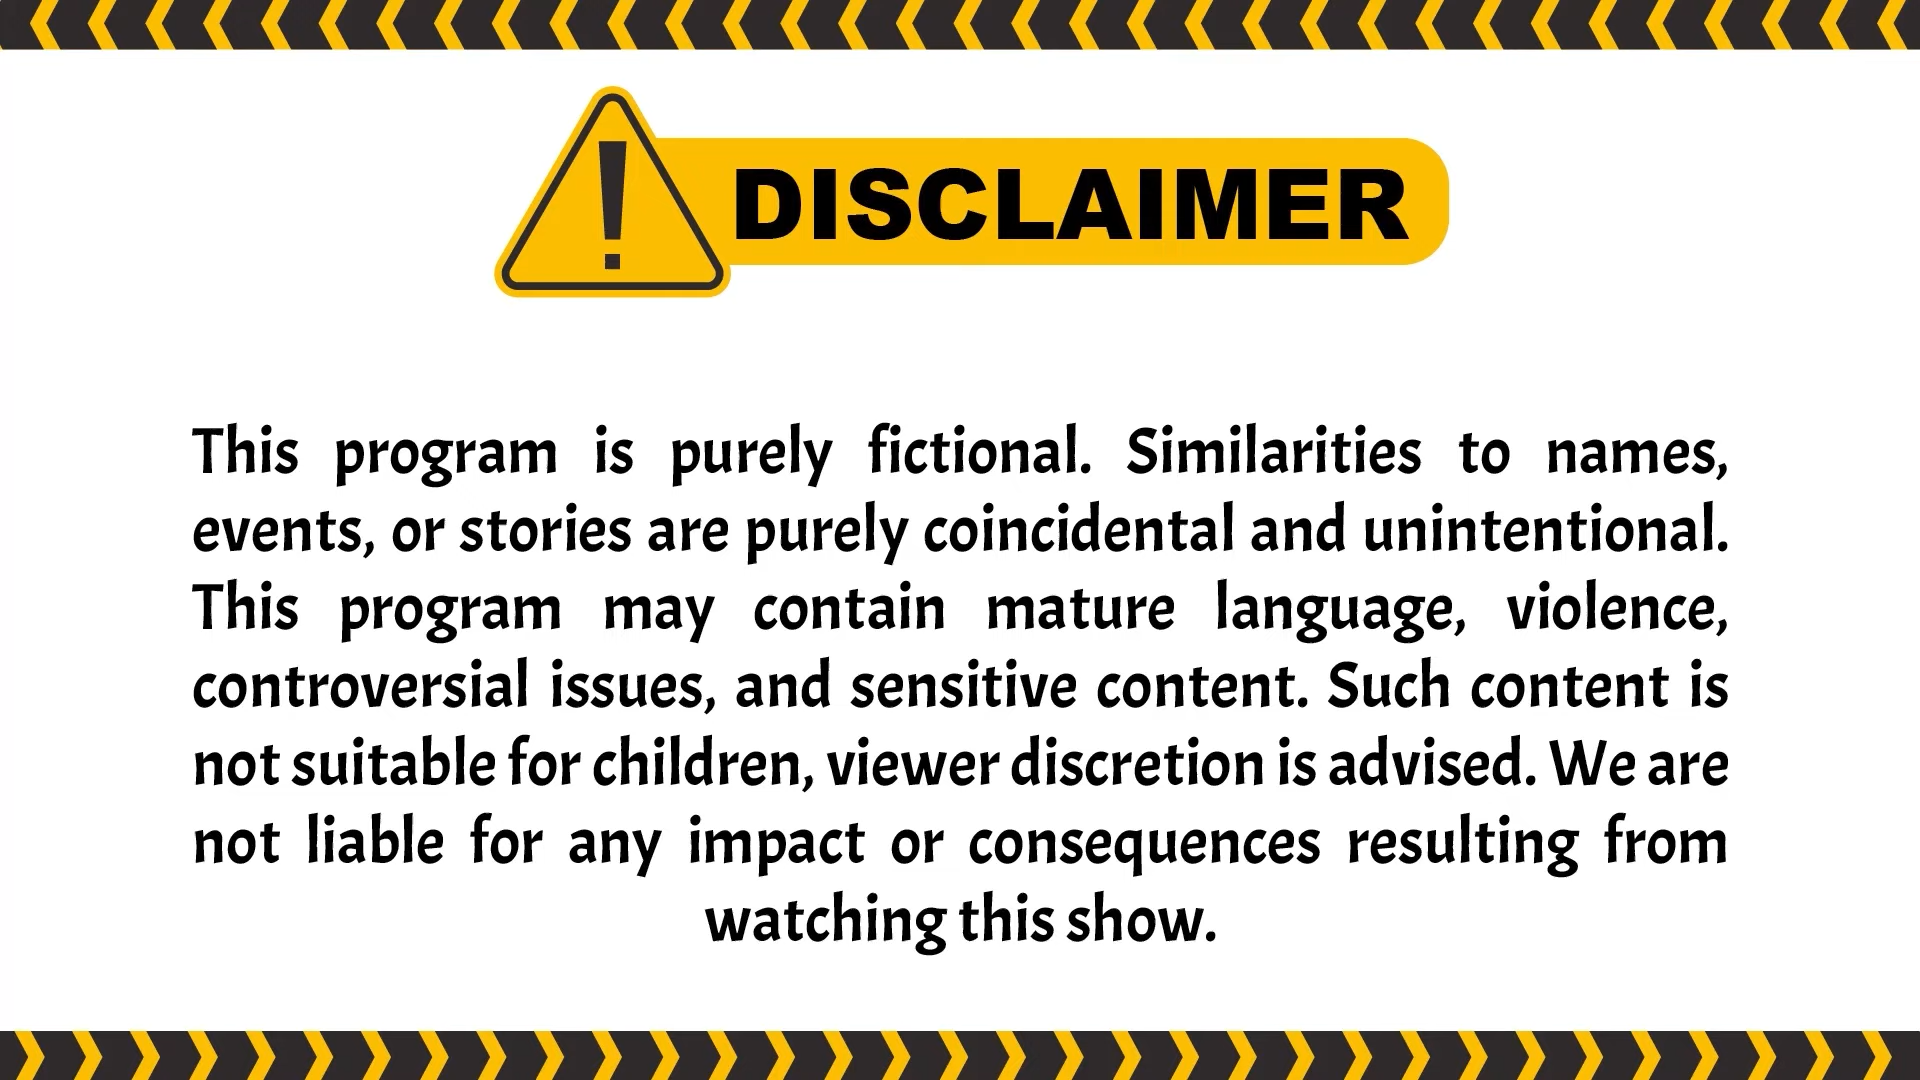 DISCLAIMER
This program is purely fictional. Similarities to names,
events, or stories are purely coincidental and unintentional.
This program may contain mature language, violence,
controversial issues, and sensitive content. Such content is
not suitable for children, viewer discretion is advised. We are
not liable for any impact or consequences resulting from
watching this show.